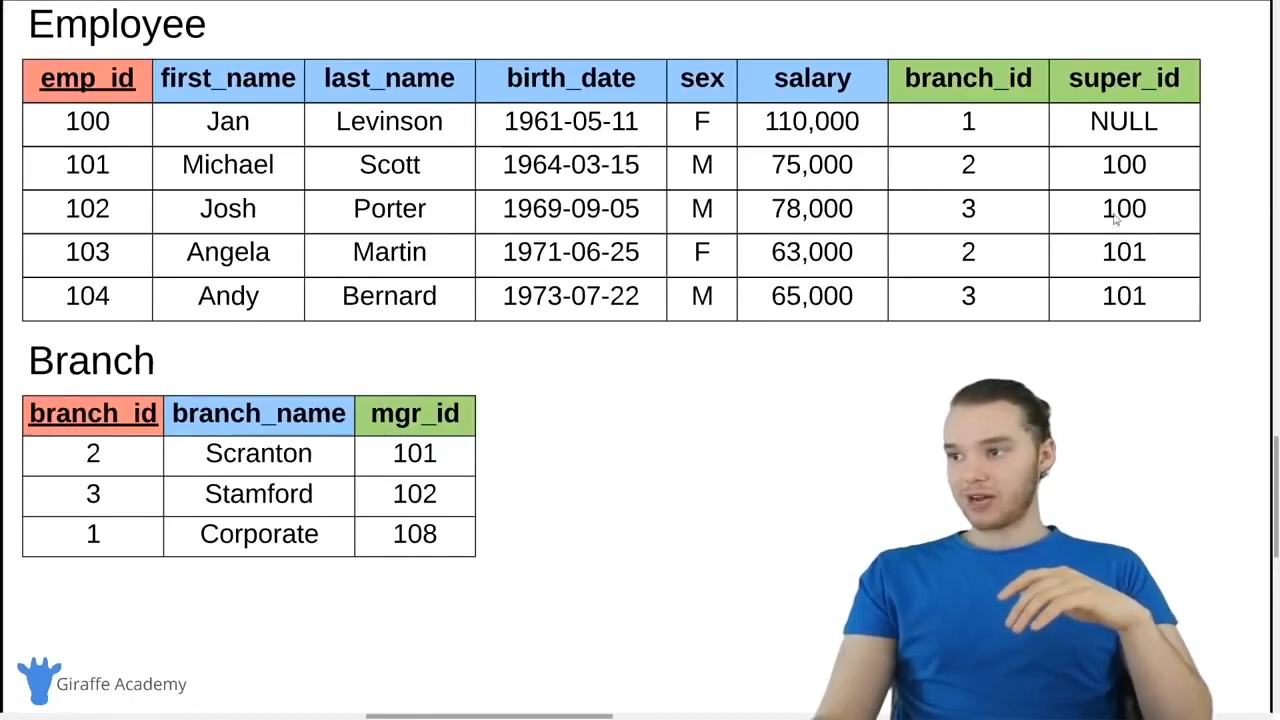 Employee
emp_id first_name last_name birth_date sex salary branch_id super_id
100 Jan Levinson 1961-05-11 F 110,000 1 NULL
101 Michael Scott 1964-03-15 M 75,000 2 100
102 Josh Porter 1969-09-05 M 78,000 3 100
103 Angela Martin 1971-06-25 F 63,000 2 101
104 Andy Bernard 1973-07-22 M 65,000 3 101
Branch
branch_id branch_name mgr_id
2 Scranton 101
3 Stamford 102
1 Corporate 108
Giraffe Academy